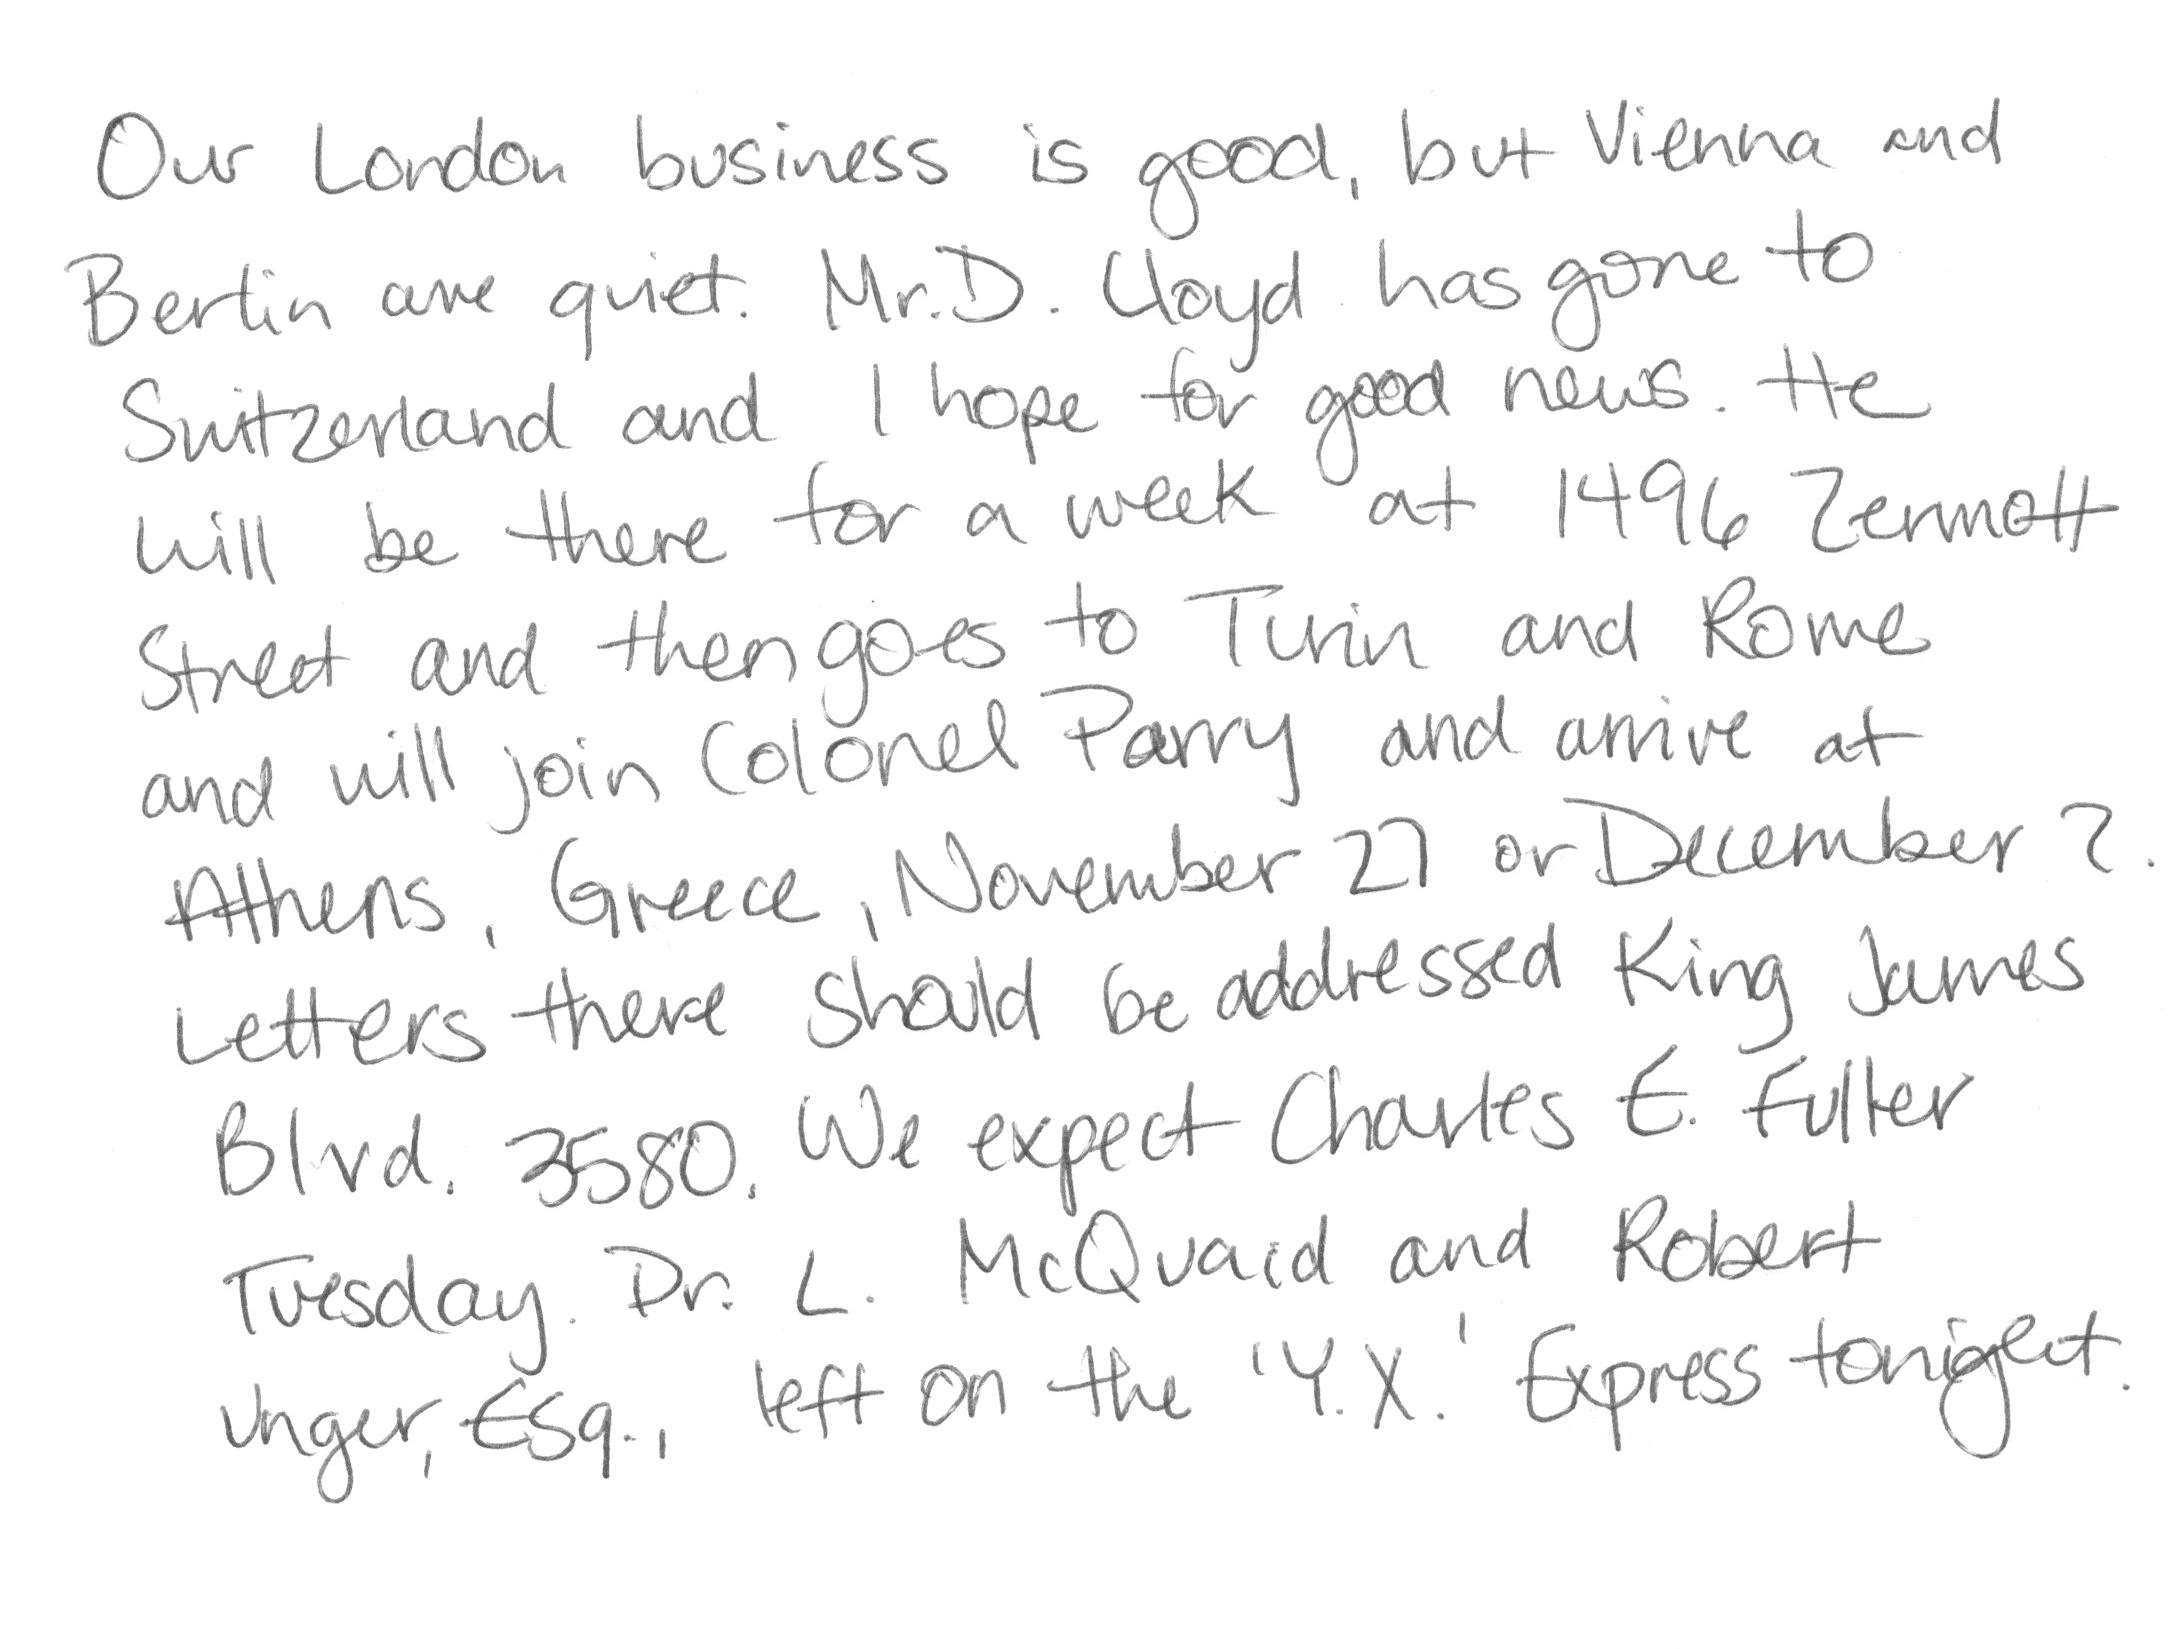 Our London business is good, but Vienna and
Berlin are quiet. Mr. D. Lloyd has gone to
Switzerland and I hope for good news. He
will be there for a week at 1496 Zermott
Street and then goes to Turin and Rome
and will join Colonel Parry and arrive at
Athens, Greece, November 27 or December 2.
Letters there should be addressed King James
Blvd. 3580. We expect Charles E. Fuller
Tuesday. Dr. L. McQuaid and Robert
Unger, Esq., left on the 'Y.X.' Express tonight.